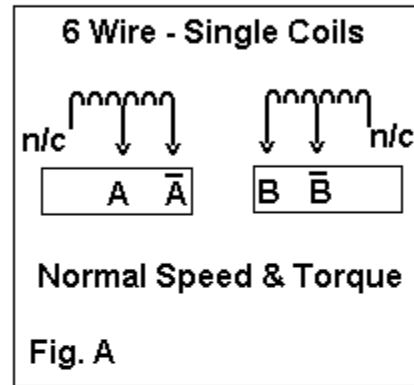 6 Wire - Single Coils
n/c n/c
A A̅ B B̅
Normal Speed & Torque
Fig. A